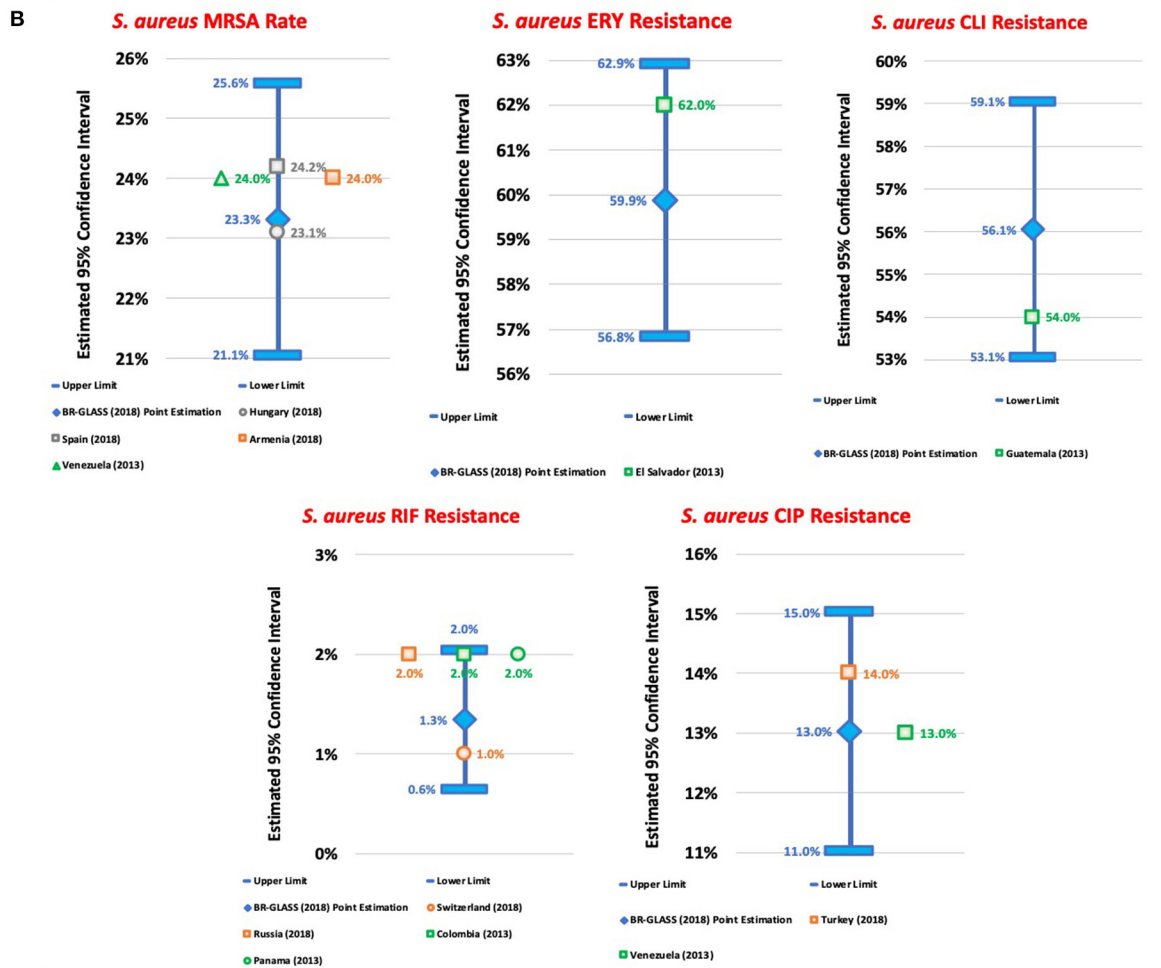 B
S. aureus MRSA Rate
Estimated 95% Confidence Interval
26%
25%
24%
23%
22%
21%
25.6%
24.2%
24.0%
24.0%
23.3%
23.1%
21.1%
Upper Limit
Lower Limit
BR-GLASS (2018) Point Estimation
Hungary (2018)
Spain (2018)
Armenia (2018)
Venezuela (2013)
S. aureus ERY Resistance
Estimated 95% Confidence Interval
63%
62%
61%
60%
59%
58%
57%
56%
62.9%
62.0%
59.9%
56.8%
Upper Limit
Lower Limit
BR-GLASS (2018) Point Estimation
El Salvador (2013)
S. aureus CLI Resistance
Estimated 95% Confidence Interval
60%
59%
58%
57%
56%
55%
54%
53%
59.1%
56.1%
54.0%
53.1%
Upper Limit
Lower Limit
BR-GLASS (2018) Point Estimation
Guatemala (2013)
S. aureus RIF Resistance
Estimated 95% Confidence Interval
3%
2%
1%
0%
2.0%
2.0%
2.0%
2.0%
1.3%
1.0%
0.6%
Upper Limit
Lower Limit
BR-GLASS (2018) Point Estimation
Switzerland (2018)
Russia (2018)
Colombia (2013)
Panama (2013)
S. aureus CIP Resistance
Estimated 95% Confidence Interval
16%
15%
14%
13%
12%
11%
15.0%
14.0%
13.0%
13.0%
11.0%
Upper Limit
Lower Limit
BR-GLASS (2018) Point Estimation
Turkey (2018)
Venezuela (2013)